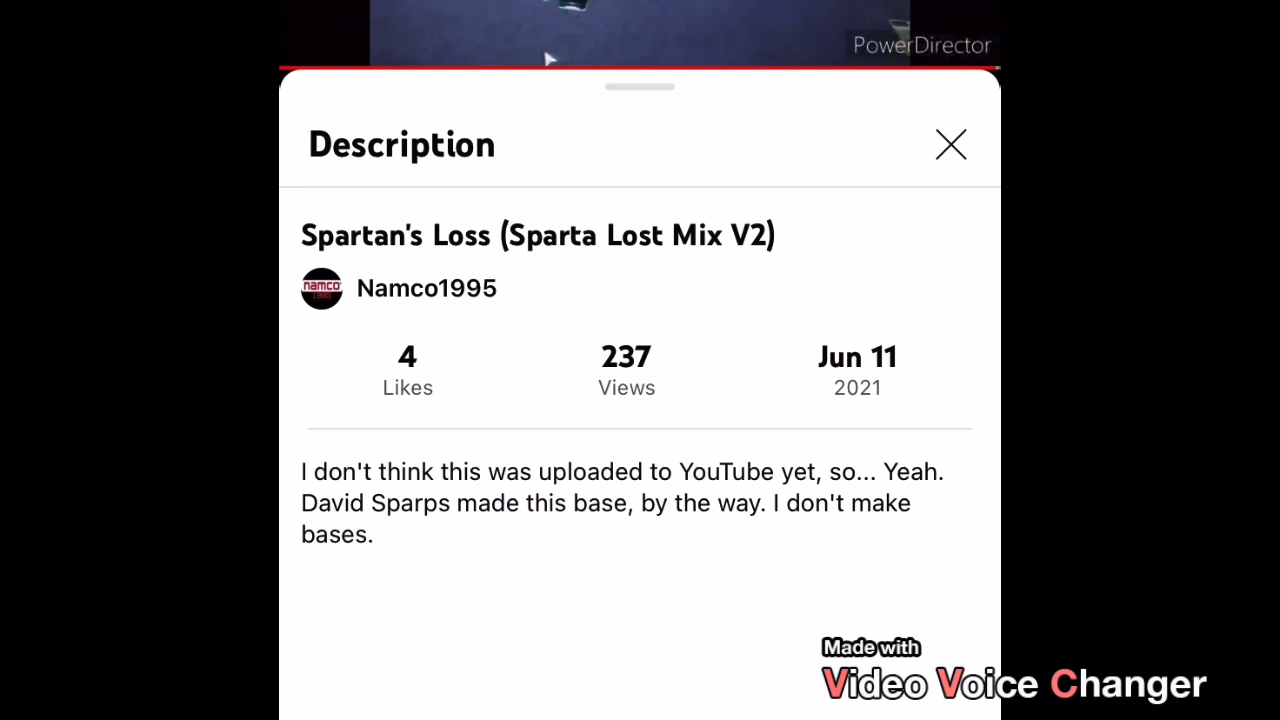 PowerDirector
Description
Spartan's Loss (Sparta Lost Mix V2)
namco
1995
Namco1995
4
237
Jun 11
Likes
Views
2021
I don't think this was uploaded to YouTube yet, so... Yeah.
David Sparps made this base, by the way. I don't make
bases.
Made with
Video Voice Changer